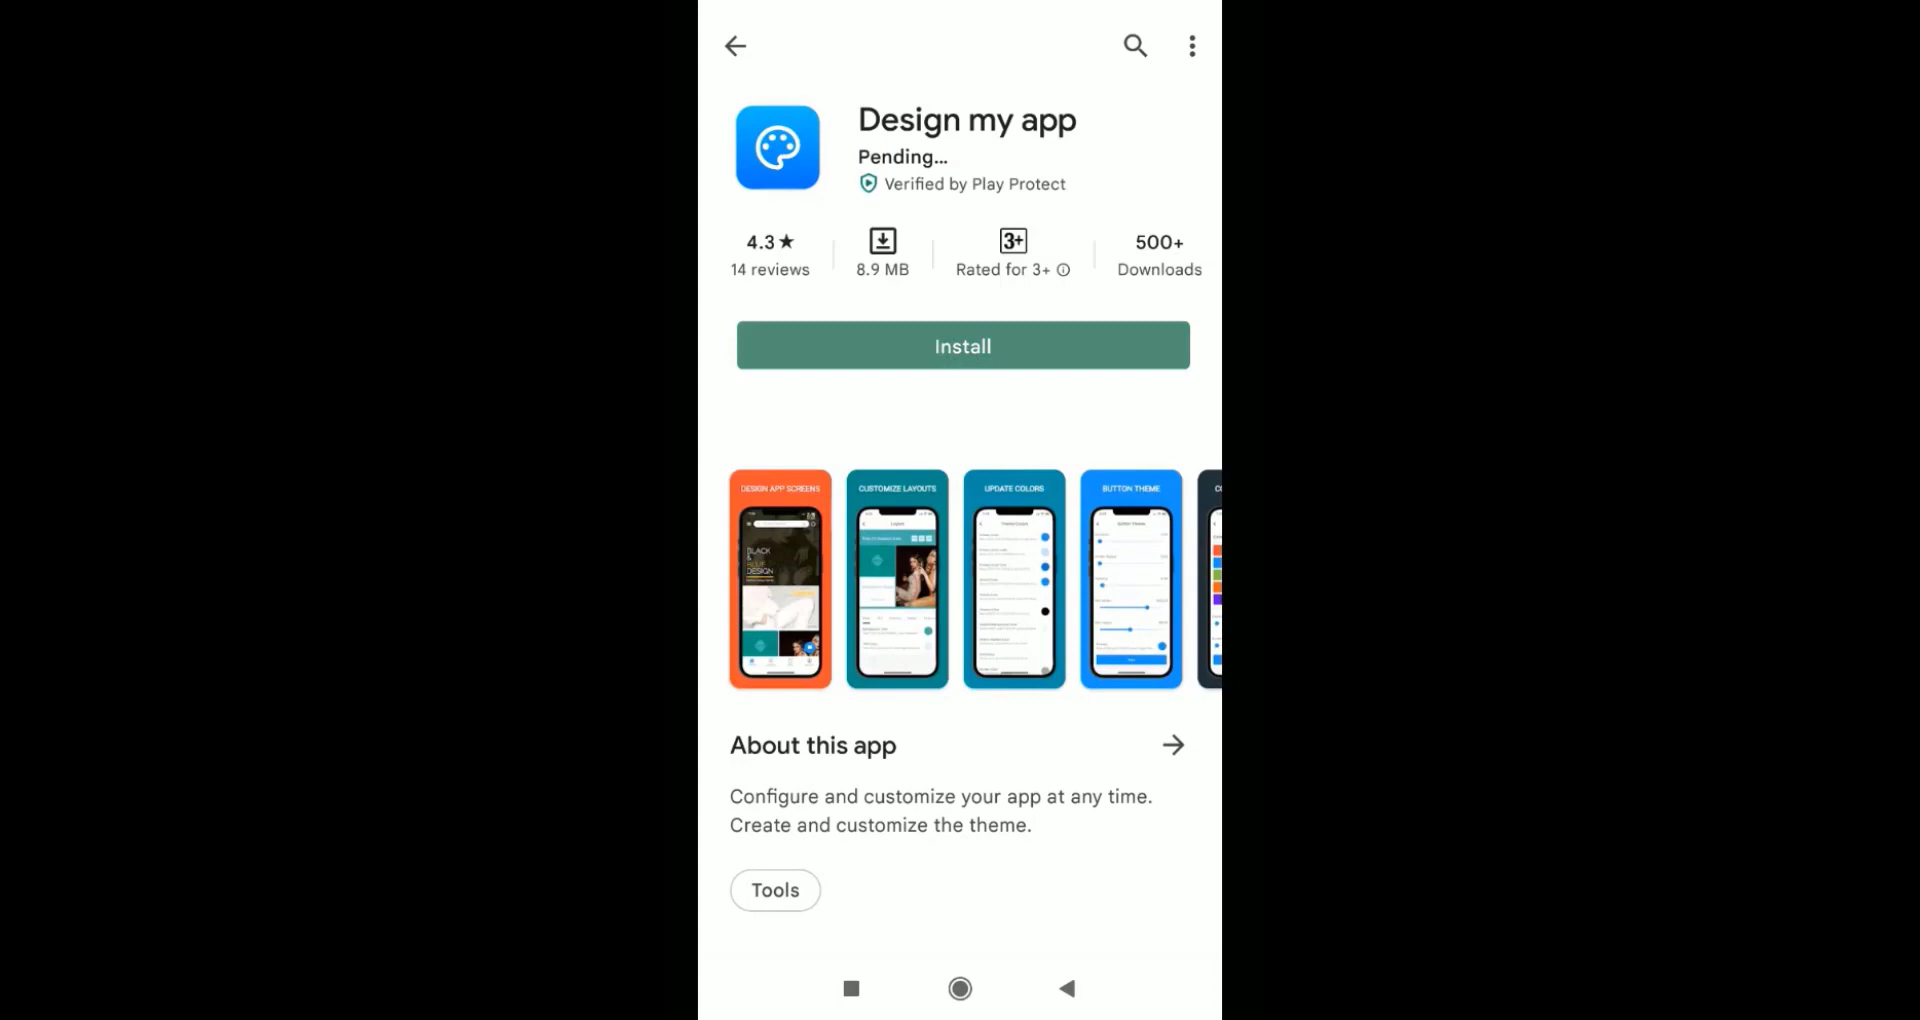 Design my app
Pending...
Verified by Play Protect
4.3★
14 reviews
8.9 MB
3+
Rated for 3+
500+
Downloads
Install
DESIGN APP SCREENS
CUSTOMIZE LAYOUTS
UPDATE COLORS
BUTTON THEME
BLACK
&
DESIGN
About this app
Configure and customize your app at any time.
Create and customize the theme.
Tools